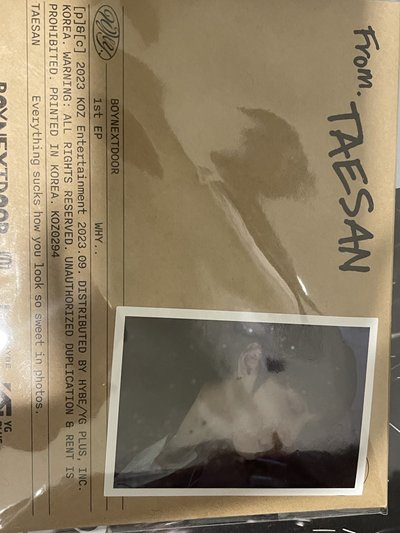 From. TAESAN
BOYNEXTDOOR
1st EP WHY..
[p]&[c] 2023 KOZ Entertainment 2023.09. DISTRIBUTED BY HYBE/YG PLUS, INC.
KOREA. WARNING: ALL RIGHTS RESERVED. UNAUTHORIZED DUPLICATION & RENT IS
PROHIBITED. PRINTED IN KOREA. KOZ0294
TAESAN Everything sucks how you look so sweet in photos.
BOYNEXTDOOR
YG
PLUS